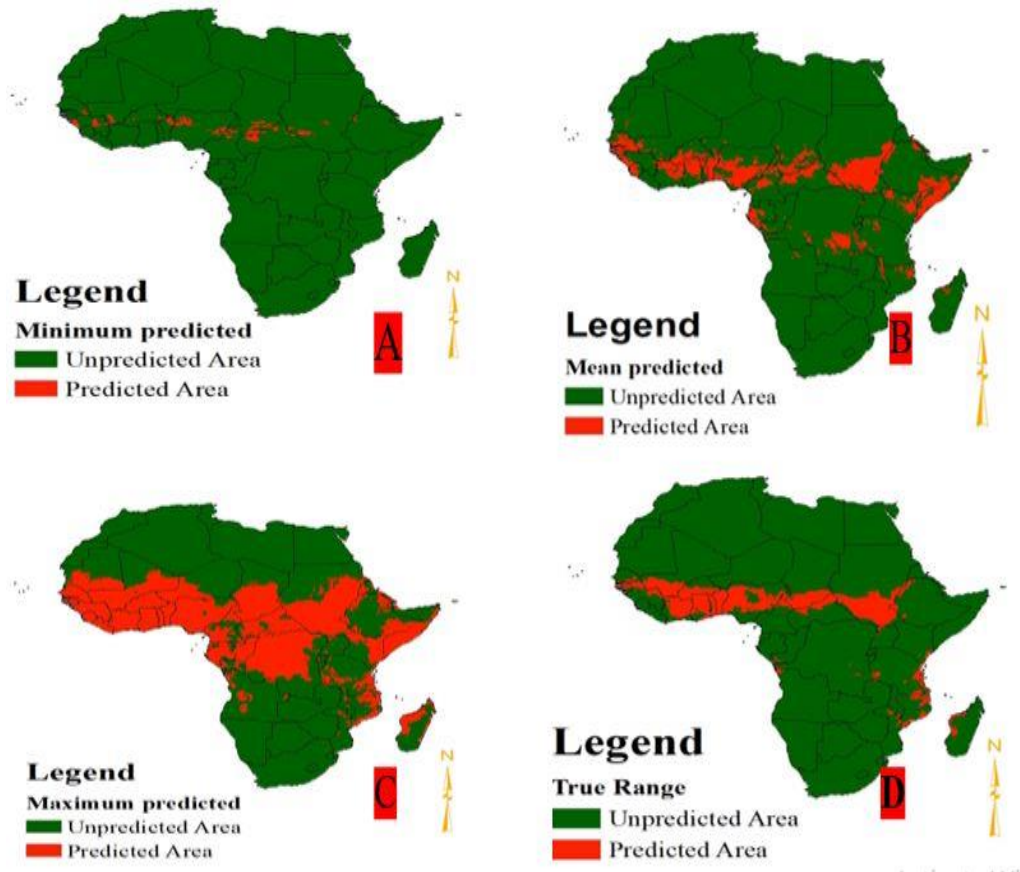 N
Legend
Minimum predicted
Unpredicted Area
Predicted Area
A
N
Legend
Mean predicted
Unpredicted Area
Predicted Area
B
N
Legend
Maximum predicted
Unpredicted Area
Predicted Area
C
N
Legend
True Range
Unpredicted Area
Predicted Area
D